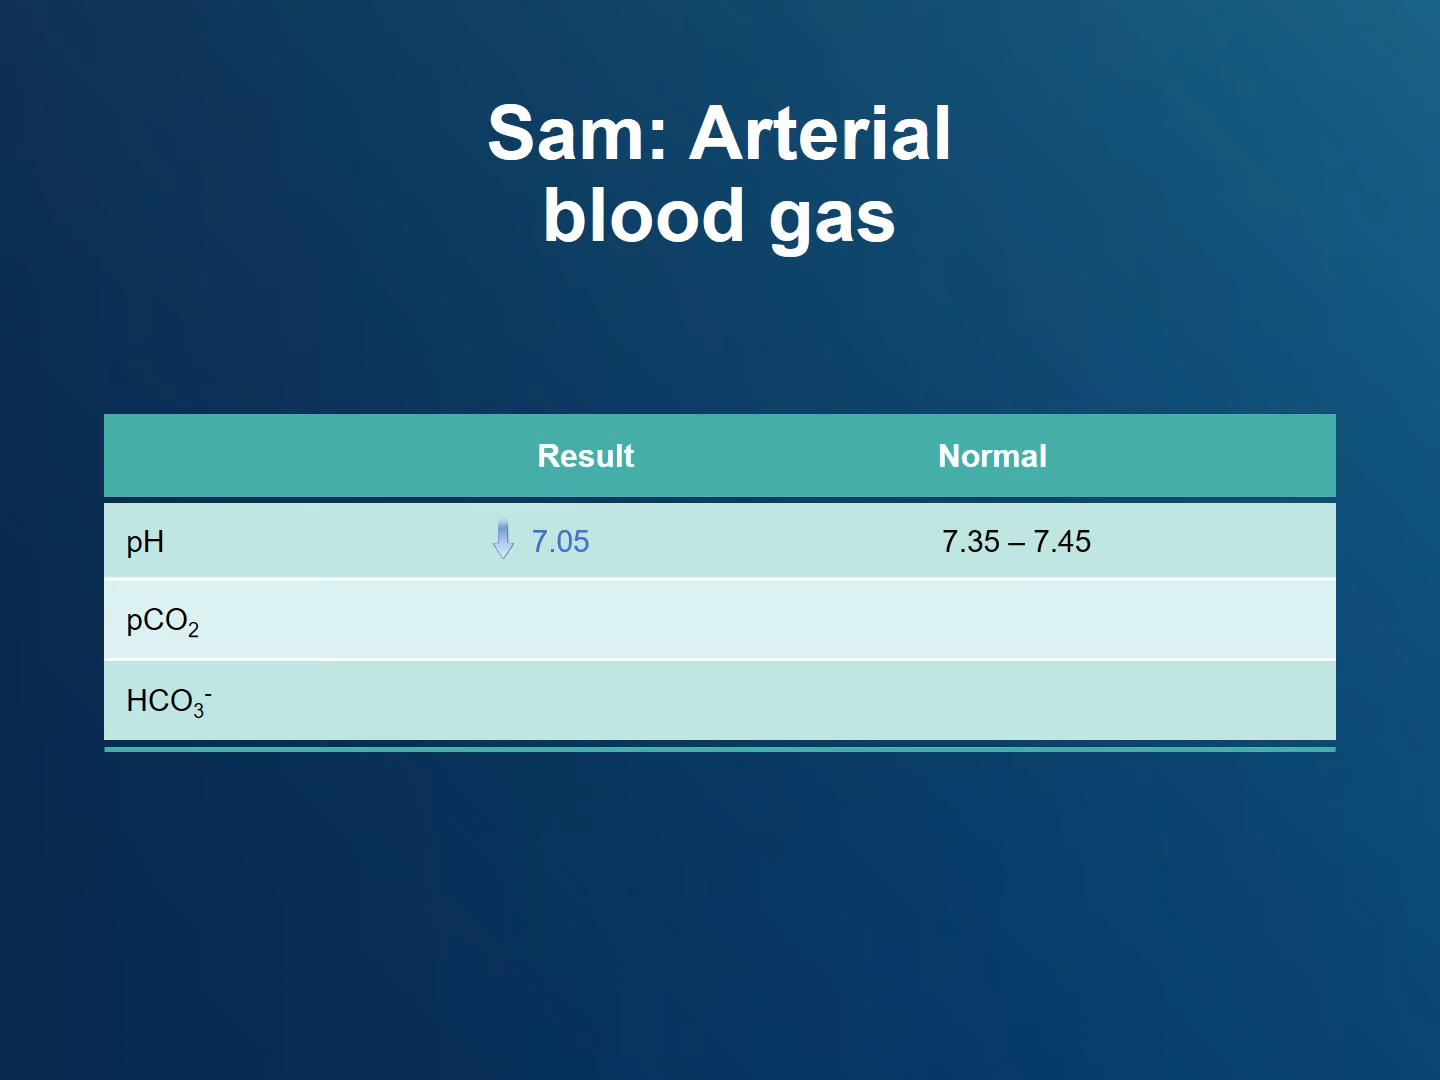 Sam: Arterial
blood gas
Result Normal
pH 7.05 7.35 – 7.45
pCO₂
HCO₃⁻